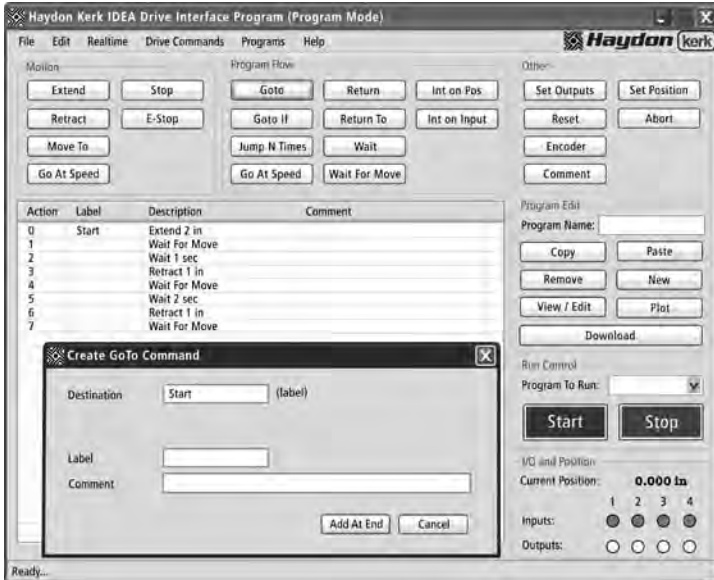 Haydon Kerk IDEA Drive Interface Program (Program Mode)
X
File Edit Realtime Drive Commands Programs Help
Haydon kerk
Motion
Extend Stop
Retract E-Stop
Move To
Go At Speed
Program Flow
Goto Return Int on Pos
Goto If Return To Int on Input
Jump N Times Wait
Go At Speed Wait For Move
Other
Set Outputs Set Position
Reset Abort
Encoder
Comment
Action Label Description Comment
0 Start Extend 2 in
1 Wait For Move
2 Wait 1 sec
3 Retract 1 in
4 Wait For Move
5 Wait 2 sec
6 Retract 1 in
7 Wait For Move
Create GoTo Command
X
Destination Start (label)
Label
Comment
Add At End Cancel
Program Edit
Program Name:
Copy Paste
Remove New
View / Edit Plot
Download
Run Control
Program To Run:
Start Stop
I/O and Position
Current Position: 0.000 in
1 2 3 4
Inputs:
Outputs:
Ready...